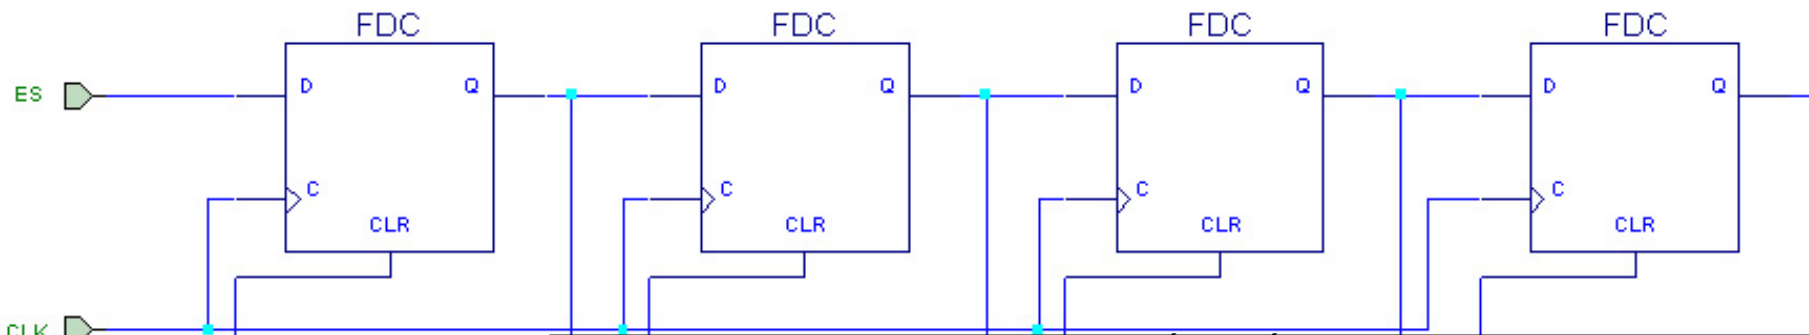 FDC FDC FDC FDC
ES D Q D Q D Q D Q
C C C C
CLR CLR CLR CLR
CLK